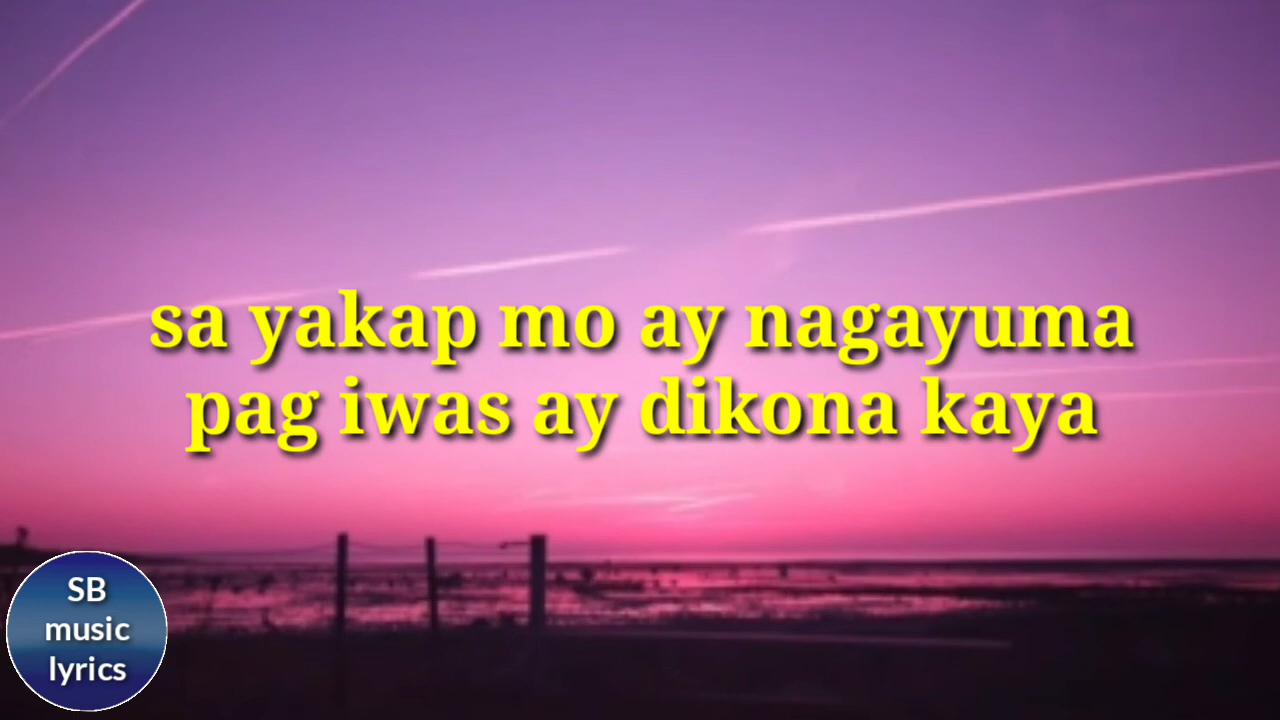 sa yakap mo ay nagayuma
pag iwas ay dikona kaya
SB
music
lyrics